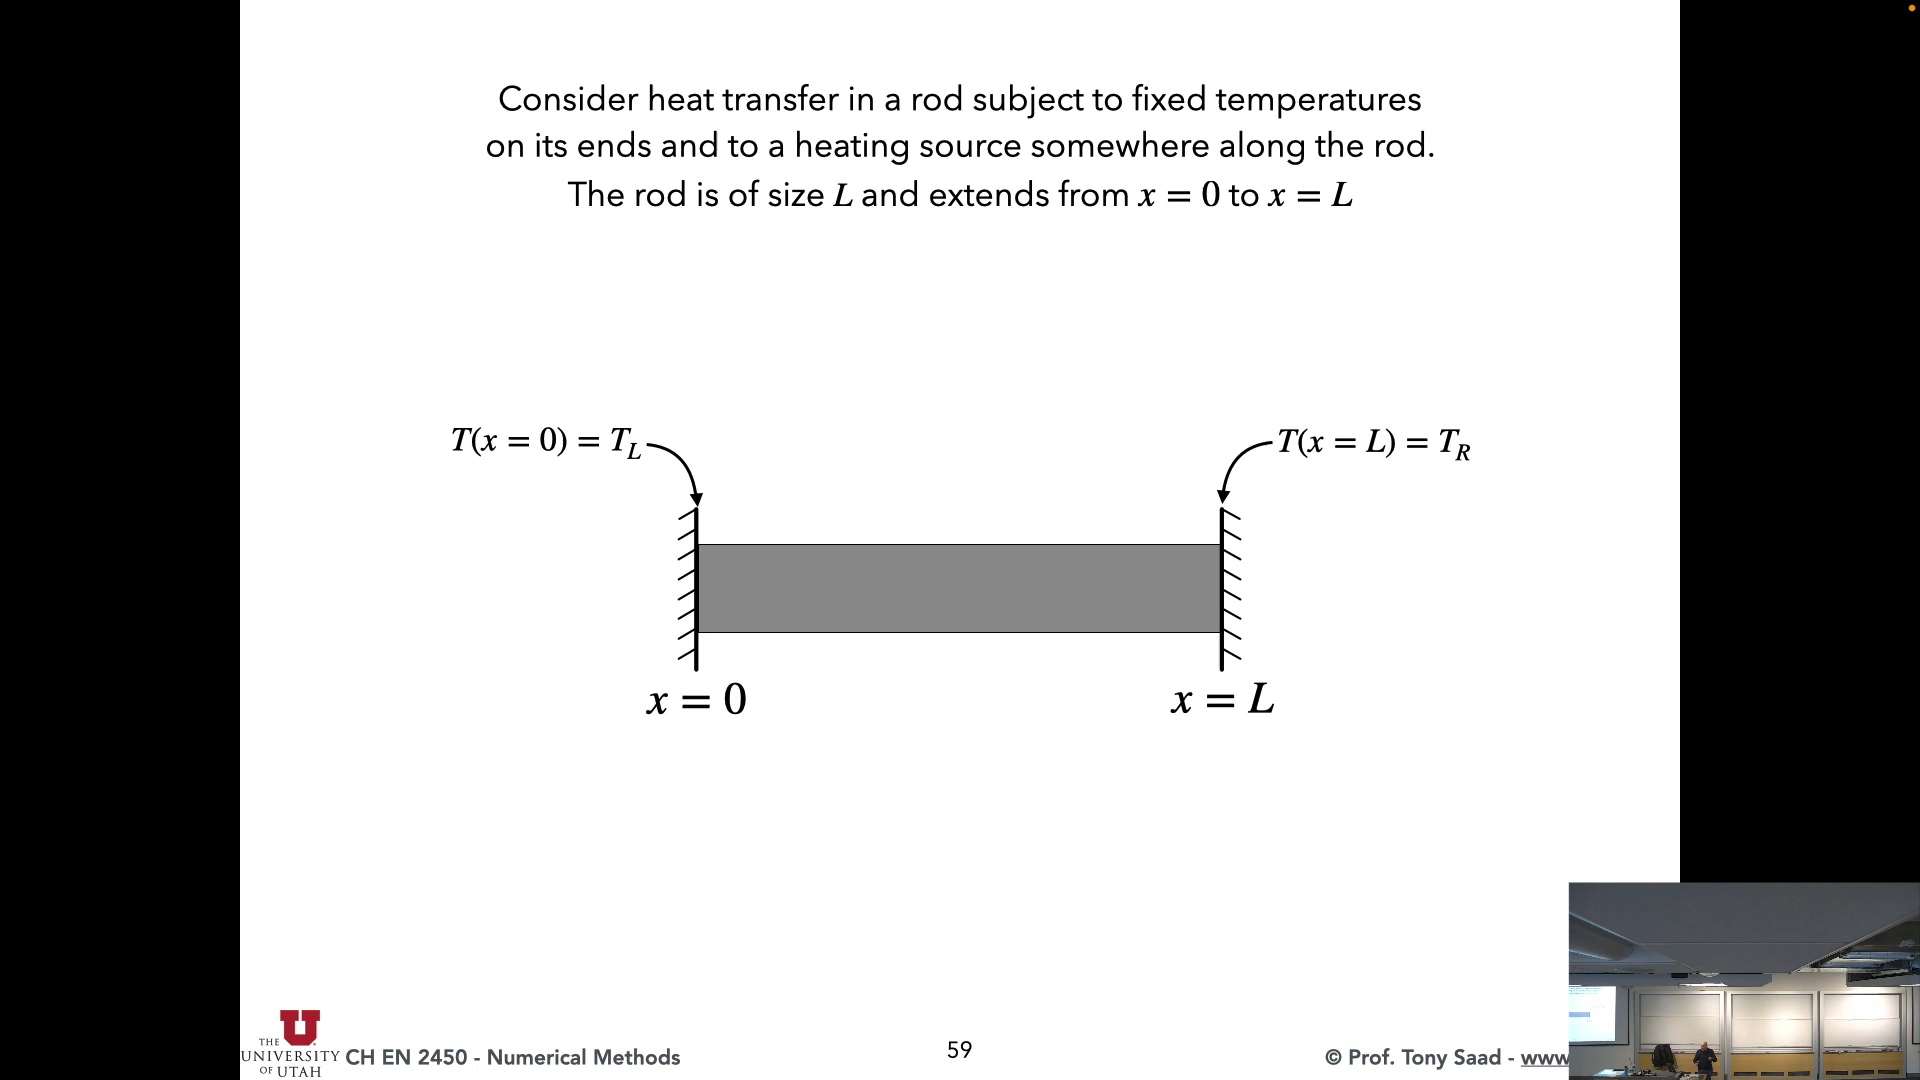 Consider heat transfer in a rod subject to fixed temperatures
on its ends and to a heating source somewhere along the rod.
The rod is of size L and extends from x = 0 to x = L
T(x = 0) = T_L
T(x = L) = T_R
x = 0
x = L
THE
UNIVERSITY
OF UTAH
CH EN 2450 - Numerical Methods
59
© Prof. Tony Saad - www